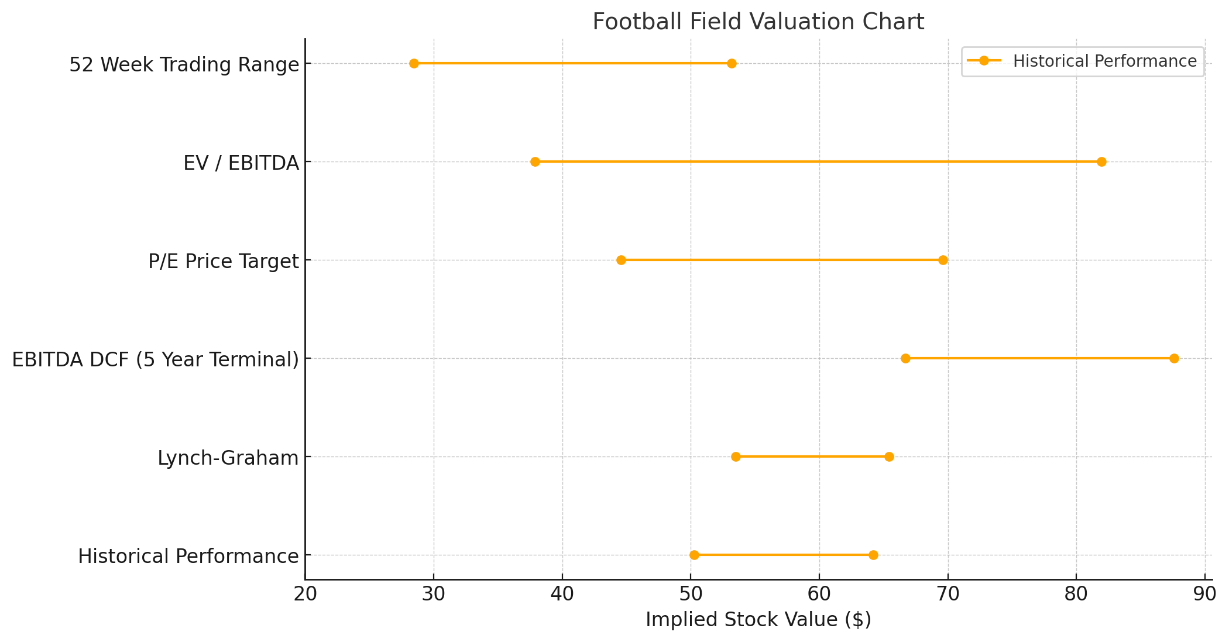 Football Field Valuation Chart
52 Week Trading Range
Historical Performance
EV / EBITDA
P/E Price Target
EBITDA DCF (5 Year Terminal)
Lynch-Graham
Historical Performance
20 30 40 50 60 70 80 90
Implied Stock Value ($)